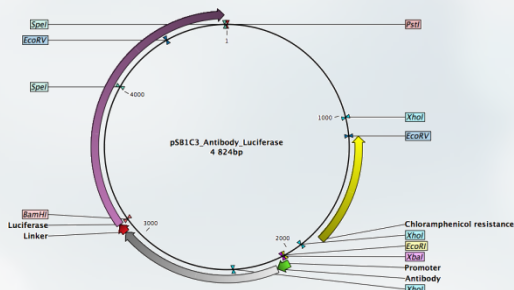 SpeI
PstI
EcoRV
1
SpeI
4000
1000
XhoI
EcoRV
pSB1C3_Antibody_Luciferase
4 824bp
BamHI
Luciferase
Linker
3000
2000
Chloramphenicol resistance
XhoI
EcoRI
XbaI
Promoter
Antibody
XhoI